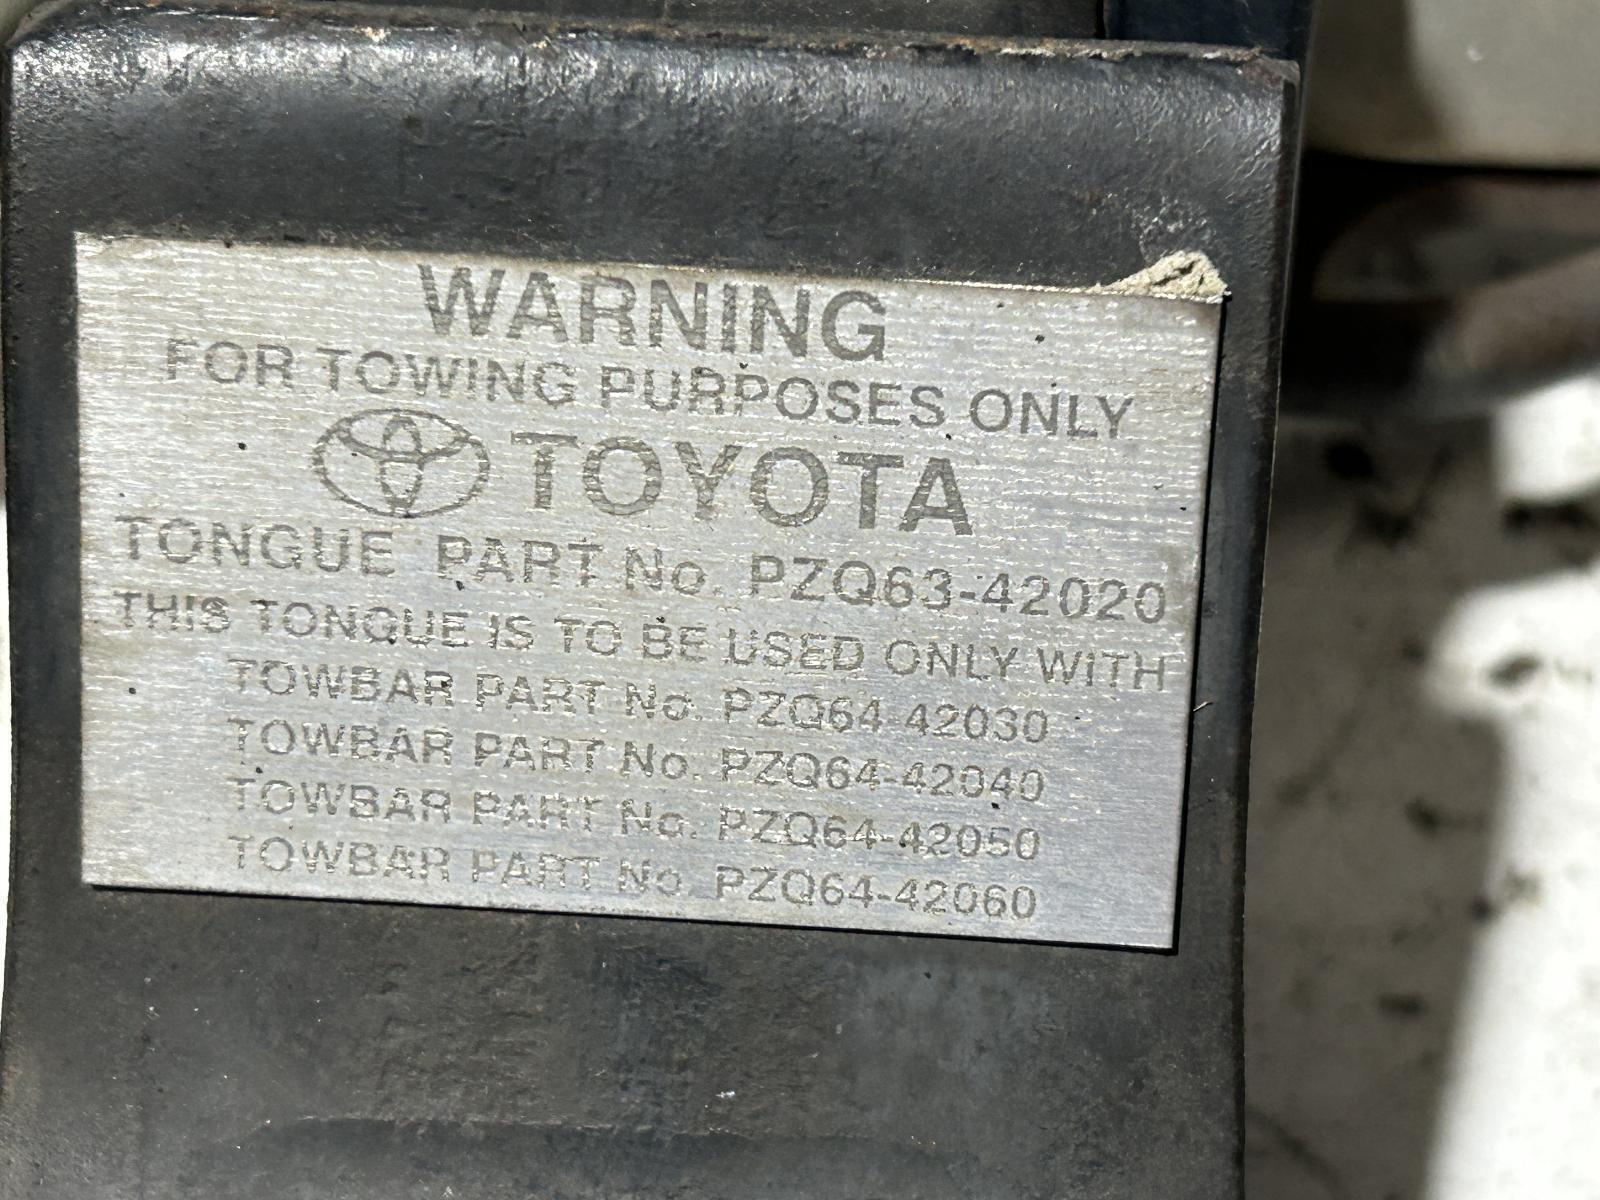 WARNING
FOR TOWING PURPOSES ONLY
TOYOTA
TONGUE PART No. PZQ63-42020
THIS TONGUE IS TO BE USED ONLY WITH
TOWBAR PART No. PZQ64-42030
TOWBAR PART No. PZQ64-42040
TOWBAR PART No. PZQ64-42050
TOWBAR PART No. PZQ64-42060